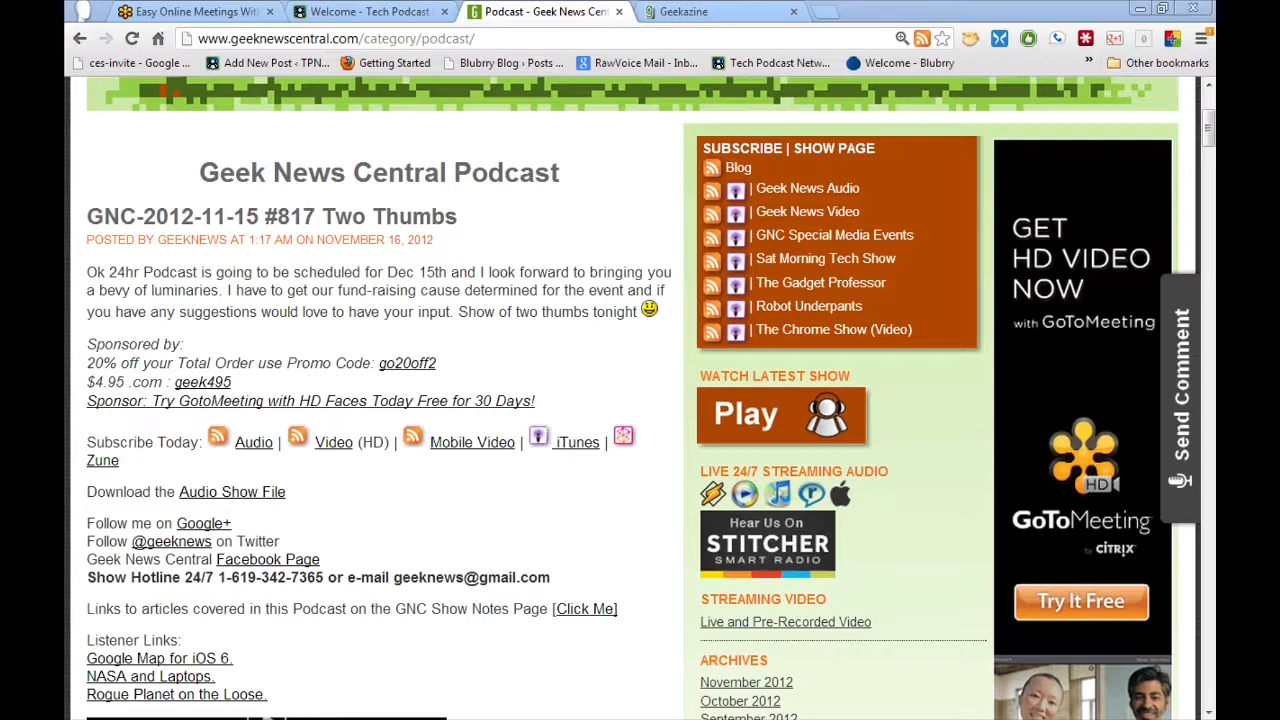 Easy Online Meetings With
Welcome - Tech Podcast
Podcast - Geek News Cent
Geekazine
www.geeknewscentral.com/category/podcast/
ces-invite - Google ...
Add New Post ‹ TPN...
Getting Started
Blubrry Blog › Posts ...
RawVoice Mail - Inb...
Tech Podcast Netw...
Welcome - Blubrry
»
Other bookmarks
Geek News Central Podcast
GNC-2012-11-15 #817 Two Thumbs
POSTED BY GEEKNEWS AT 1:17 AM ON NOVEMBER 16, 2012
Ok 24hr Podcast is going to be scheduled for Dec 15th and I look forward to bringing you
a bevy of luminaries. I have to get our fund-raising cause determined for the event and if
you have any suggestions would love to have your input. Show of two thumbs tonight
Sponsored by:
20% off your Total Order use Promo Code: go20off2
$4.95 .com : geek495
Sponsor: Try GotoMeeting with HD Faces Today Free for 30 Days!
Subscribe Today: Audio | Video (HD) | Mobile Video | iTunes |
Zune
Download the Audio Show File
Follow me on Google+
Follow @geeknews on Twitter
Geek News Central Facebook Page
Show Hotline 24/7 1-619-342-7365 or e-mail geeknews@gmail.com
Links to articles covered in this Podcast on the GNC Show Notes Page [Click Me]
Listener Links:
Google Map for iOS 6.
NASA and Laptops.
Rogue Planet on the Loose.
SUBSCRIBE | SHOW PAGE
Blog
| Geek News Audio
| Geek News Video
| GNC Special Media Events
| Sat Morning Tech Show
| The Gadget Professor
| Robot Underpants
| The Chrome Show (Video)
WATCH LATEST SHOW
Play
LIVE 24/7 STREAMING AUDIO
Hear Us On
STITCHER
SMART RADIO
STREAMING VIDEO
Live and Pre-Recorded Video
ARCHIVES
November 2012
October 2012
September 2012
GET
HD VIDEO
NOW
with GoToMeeting
HD
GoToMeeting
by CITRIX
Try It Free
Send Comment